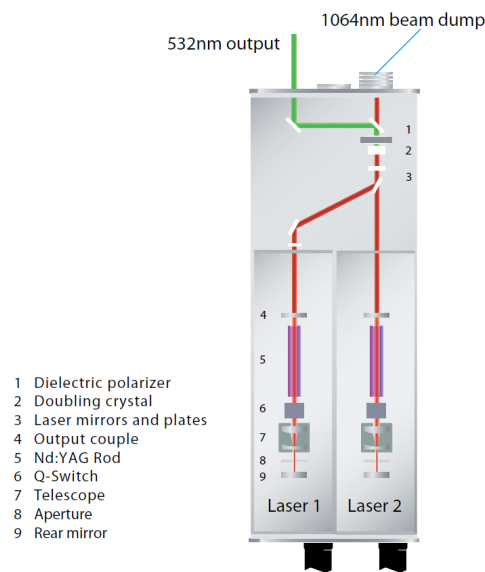 1064nm beam dump
532nm output
1
2
3
4
5
6
7
8
9
1 Dielectric polarizer
2 Doubling crystal
3 Laser mirrors and plates
4 Output couple
5 Nd:YAG Rod
6 Q-Switch
7 Telescope
8 Aperture
9 Rear mirror
Laser 1
Laser 2